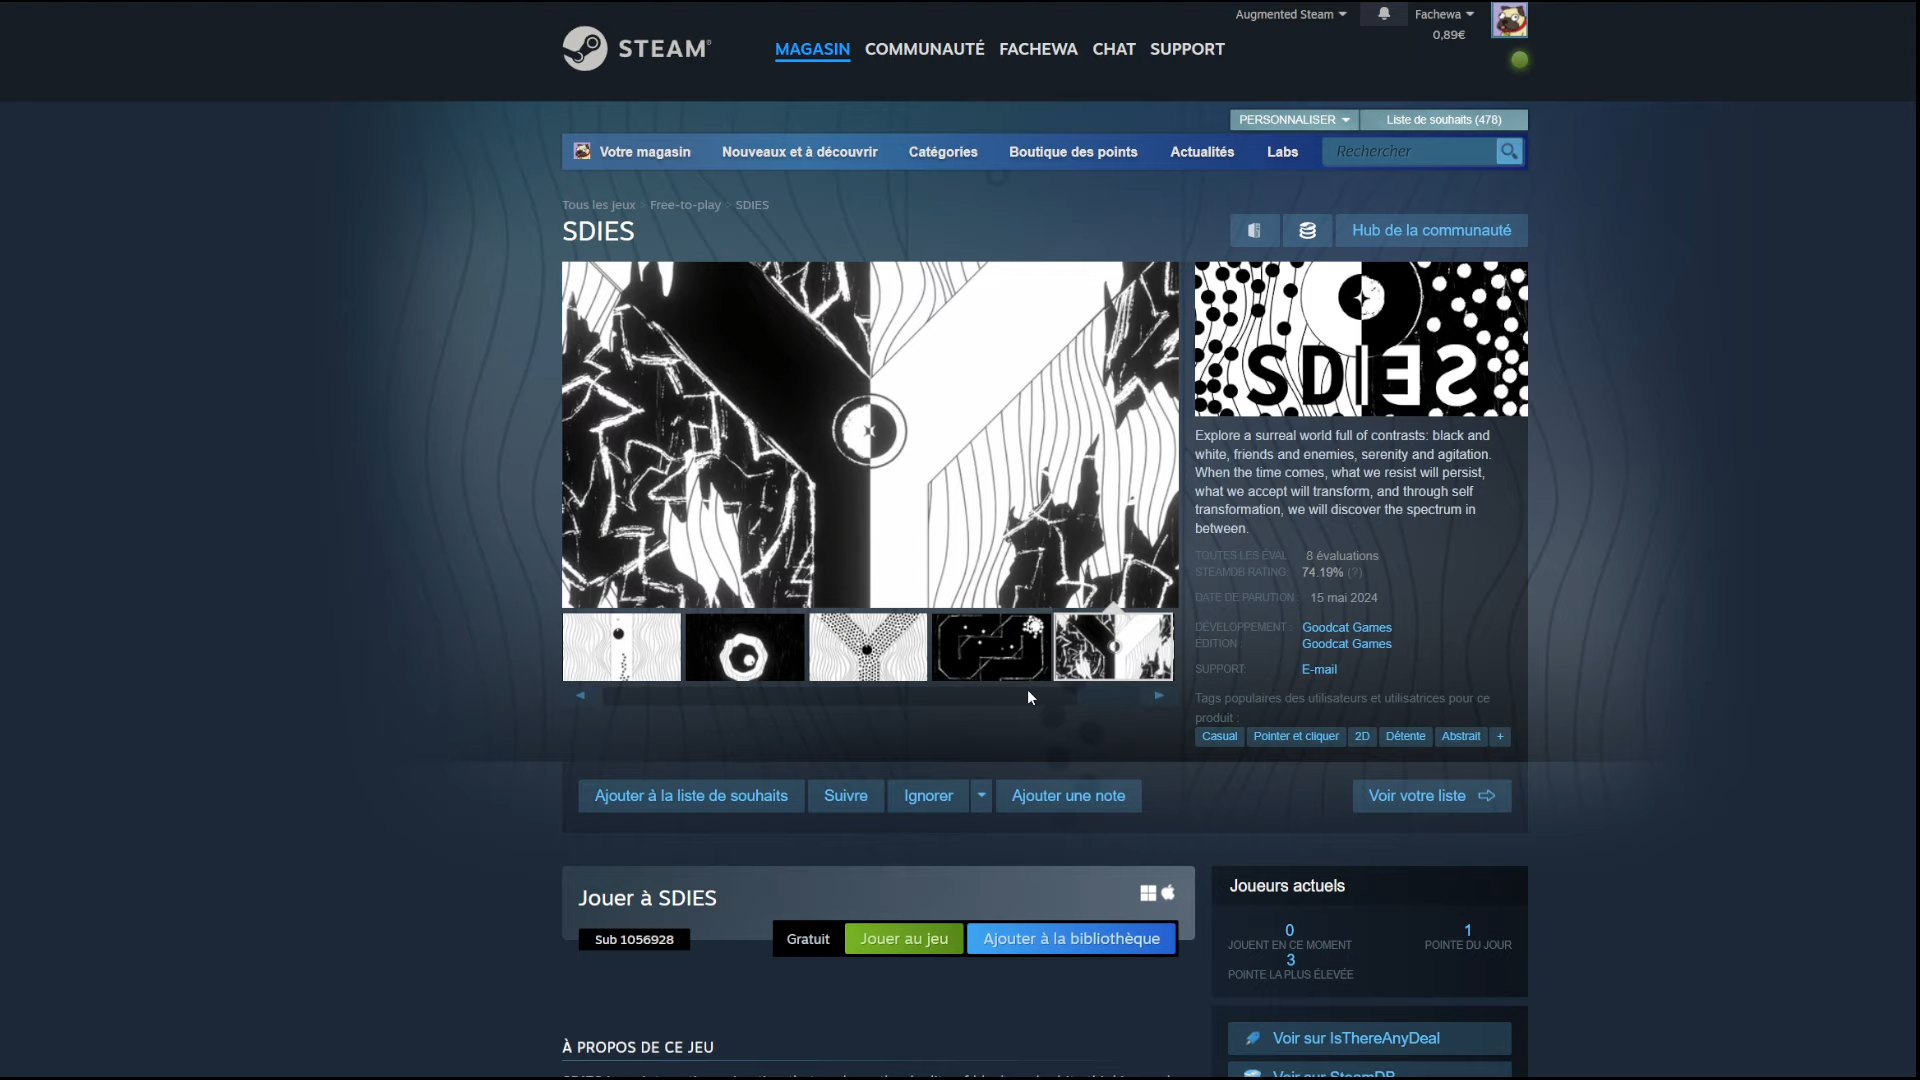 Augmented Steam
Fachewa
0,89€
STEAM
MAGASIN COMMUNAUTÉ FACHEWA CHAT SUPPORT
PERSONNALISER
Liste de souhaits (478)
Votre magasin Nouveaux et à découvrir Catégories Boutique des points Actualités Labs Rechercher
Tous les jeux Free-to-play SDIES
SDIES
Hub de la communauté
SDIES
Explore a surreal world full of contrasts: black and
white, friends and enemies, serenity and agitation.
When the time comes, what we resist will persist,
what we accept will transform, and through self
transformation, we will discover the spectrum in
between.
TOUTES LES ÉVAL. 8 évaluations
STEAMDB RATING: 74.19% (?)
DATE DE PARUTION : 15 mai 2024
DÉVELOPPEMENT : Goodcat Games
ÉDITION : Goodcat Games
SUPPORT: E-mail
Tags populaires des utilisateurs et utilisatrices pour ce
produit :
Casual Pointer et cliquer 2D Détente Abstrait +
Ajouter à la liste de souhaits Suivre Ignorer Ajouter une note Voir votre liste
Jouer à SDIES
Sub 1056928
Gratuit Jouer au jeu Ajouter à la bibliothèque
Joueurs actuels
0
JOUENT EN CE MOMENT
1
POINTE DU JOUR
3
POINTE LA PLUS ÉLEVÉE
Voir sur IsThereAnyDeal
Voir sur SteamDB
À PROPOS DE CE JEU